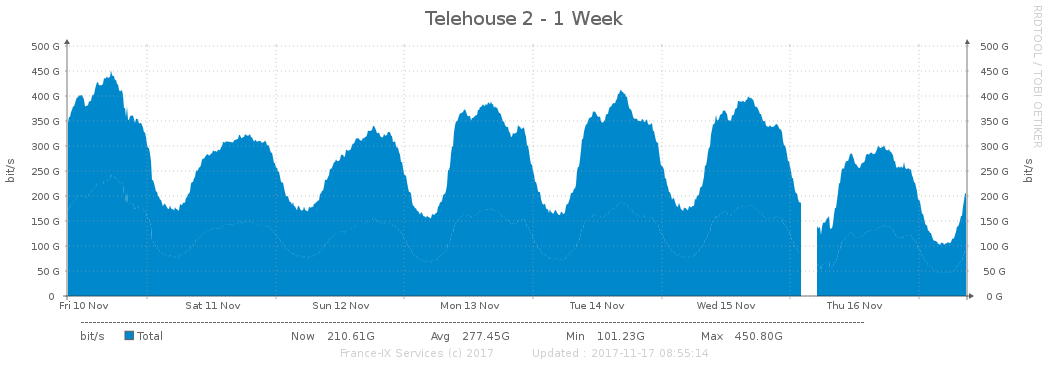 Telehouse 2 - 1 Week
RRDTOOL / TOBI OETIKER
bit/s
500 G 500 G
450 G 450 G
400 G 400 G
350 G 350 G
300 G 300 G
250 G 250 G
200 G 200 G
150 G 150 G
100 G 100 G
50 G 50 G
0 0 G
bit/s
Fri 10 Nov Sat 11 Nov Sun 12 Nov Mon 13 Nov Tue 14 Nov Wed 15 Nov Thu 16 Nov
bit/s Total Now 210.61G Avg 277.45G Min 101.23G Max 450.80G
France-IX Services (c) 2017 Updated : 2017-11-17 08:55:14